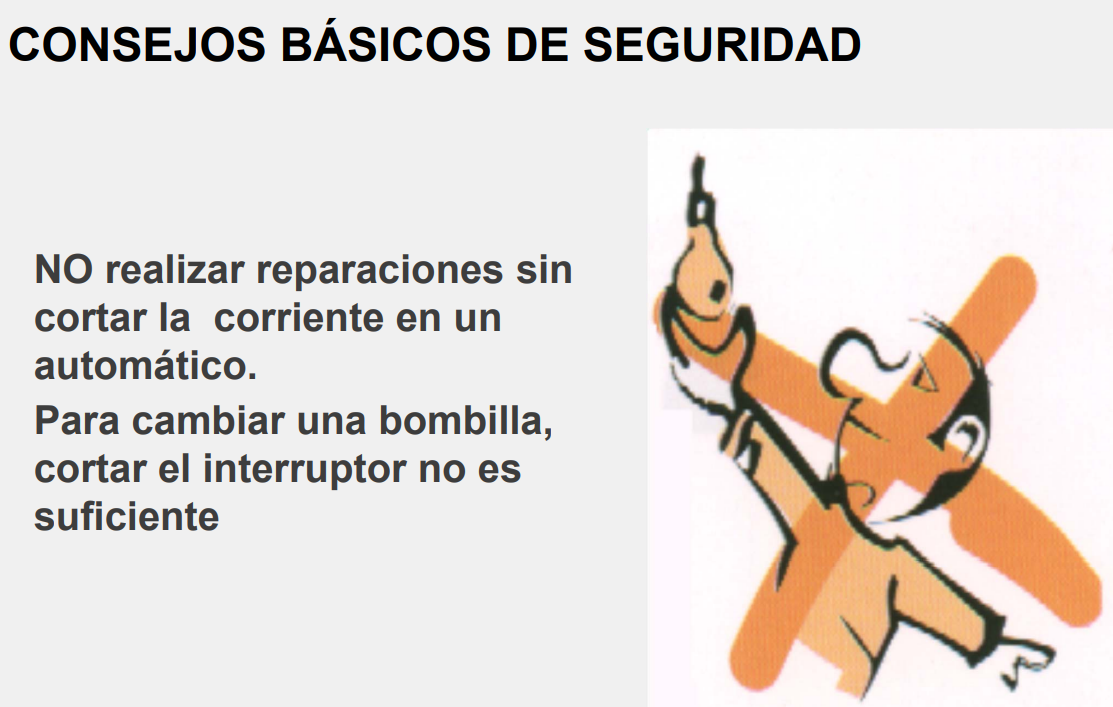 CONSEJOS BÁSICOS DE SEGURIDAD
NO realizar reparaciones sin
cortar la  corriente en un
automático.
Para cambiar una bombilla,
cortar el interruptor no es
suficiente